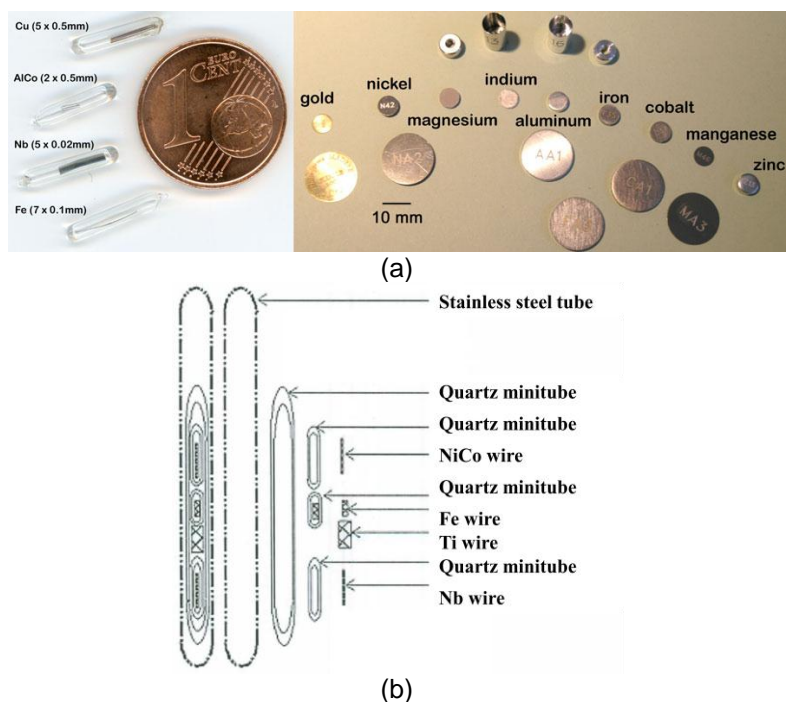 Cu (5 x 0.5mm)
AlCo (2 x 0.5mm)
Nb (5 x 0.02mm)
Fe (7 x 0.1mm)
1
EURO
CENT
gold
nickel
magnesium
indium
aluminum
iron
cobalt
manganese
zinc
AA1
MA3
10 mm
(a)
Stainless steel tube
Quartz minitube
Quartz minitube
NiCo wire
Quartz minitube
Fe wire
Ti wire
Quartz minitube
Nb wire
(b)